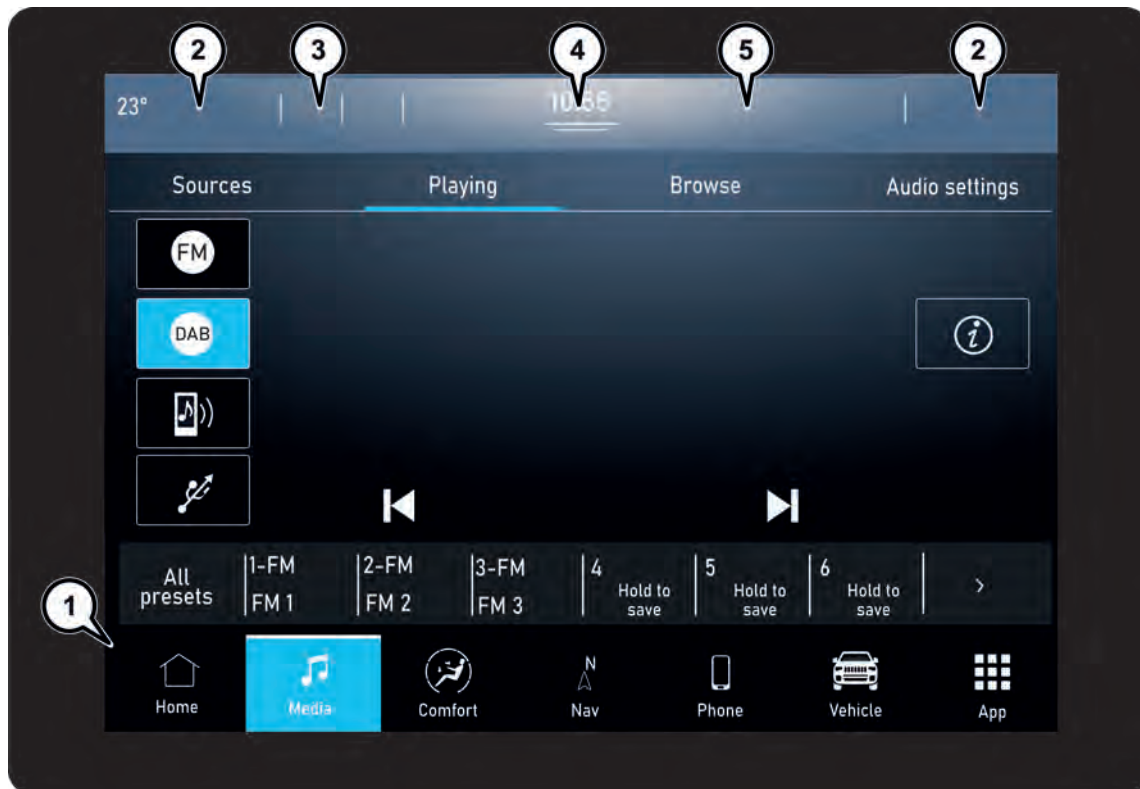 2
3
4
5
2
23°
Sources
Playing
Browse
Audio settings
FM
DAB
i
All
presets
1-FM
FM 1
2-FM
FM 2
3-FM
FM 3
4
Hold to
save
5
Hold to
save
6
Hold to
save
>
1
Home
Media
Comfort
N
Nav
Phone
Vehicle
App